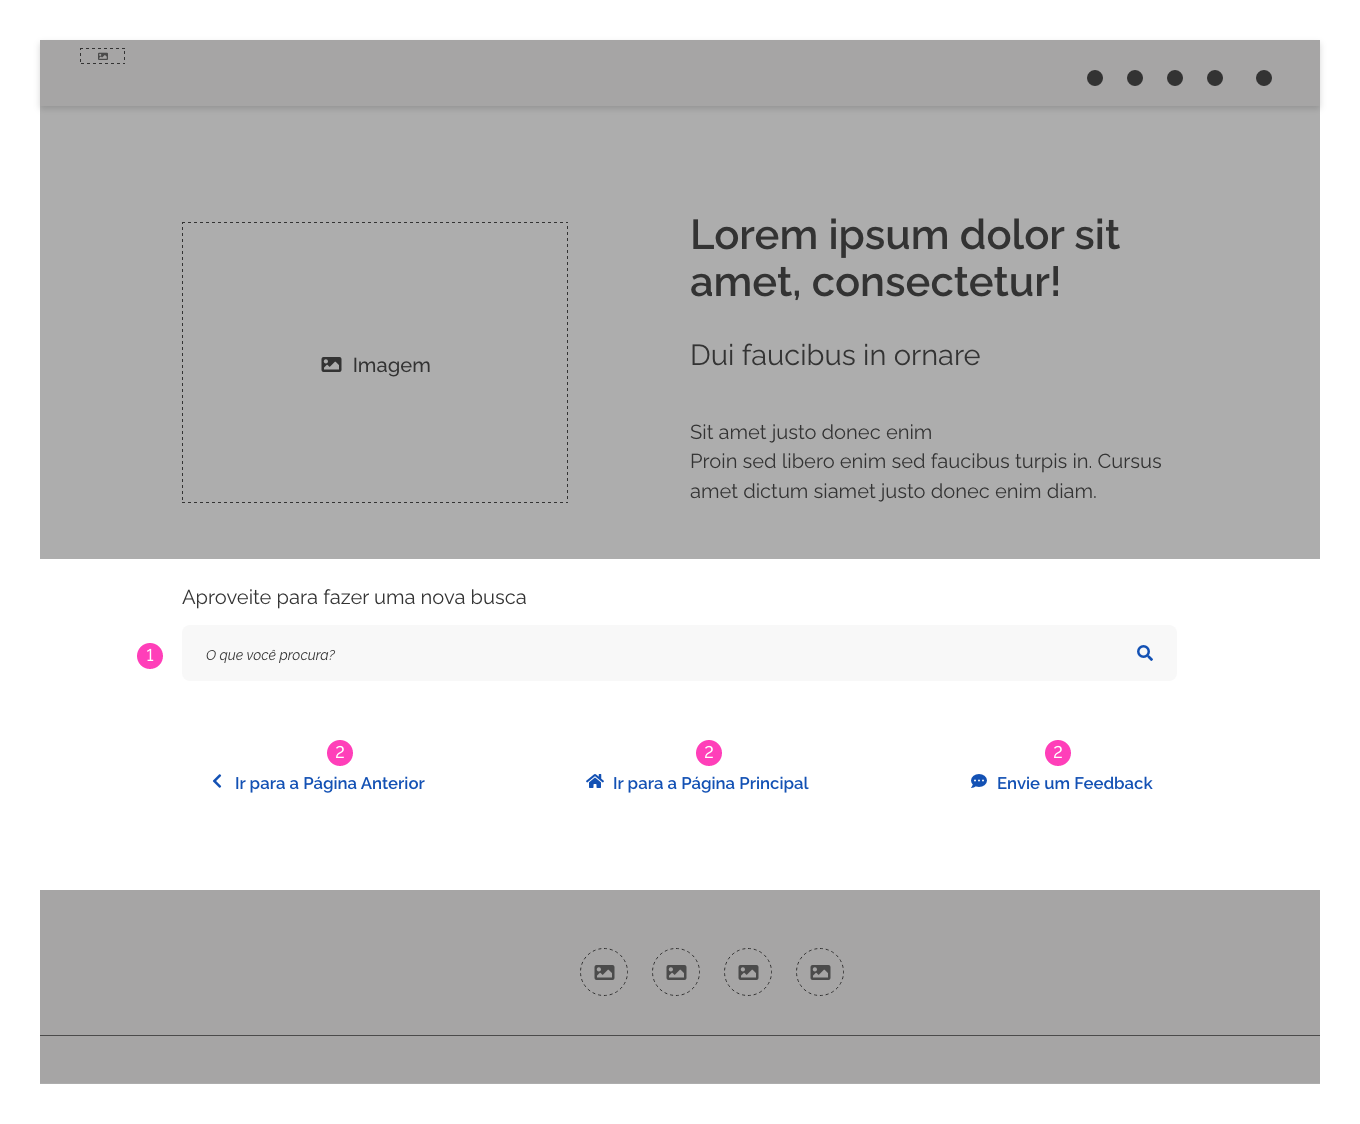 Lorem ipsum dolor sit
amet, consectetur!
Imagem
Dui faucibus in ornare
Sit amet justo donec enim
Proin sed libero enim sed faucibus turpis in. Cursus
amet dictum siamet justo donec enim diam.
Aproveite para fazer uma nova busca
1
O que você procura?
2
2
2
Ir para a Página Anterior
Ir para a Página Principal
Envie um Feedback